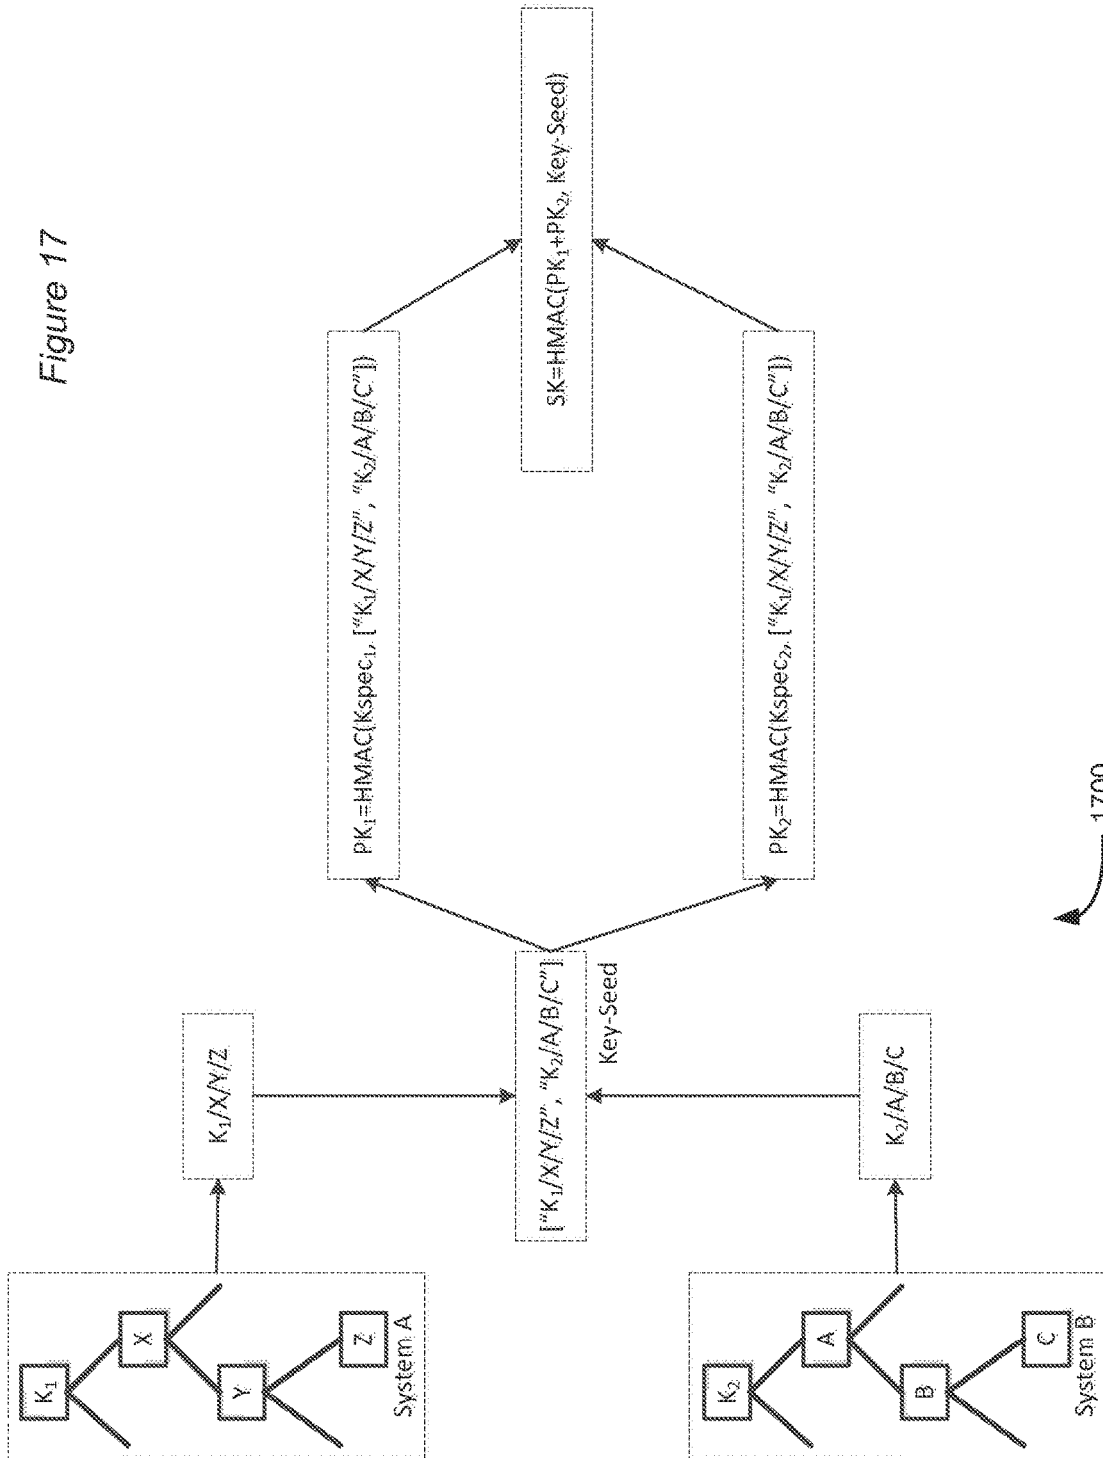 Figure 17
K₁
X
Y
Z
System A
K₁/X/Y/Z
["K₁/X/Y/Z", "K₂/A/B/C"]
Key-Seed
K₂
A
B
C
System B
K₂/A/B/C
PK₁=HMAC(Kspec₁, ["K₁/X/Y/Z", "K₂/A/B/C"])
PK₂=HMAC(Kspec₂, ["K₁/X/Y/Z", "K₂/A/B/C"])
SK=HMAC(PK₁+PK₂, Key-Seed)
1700